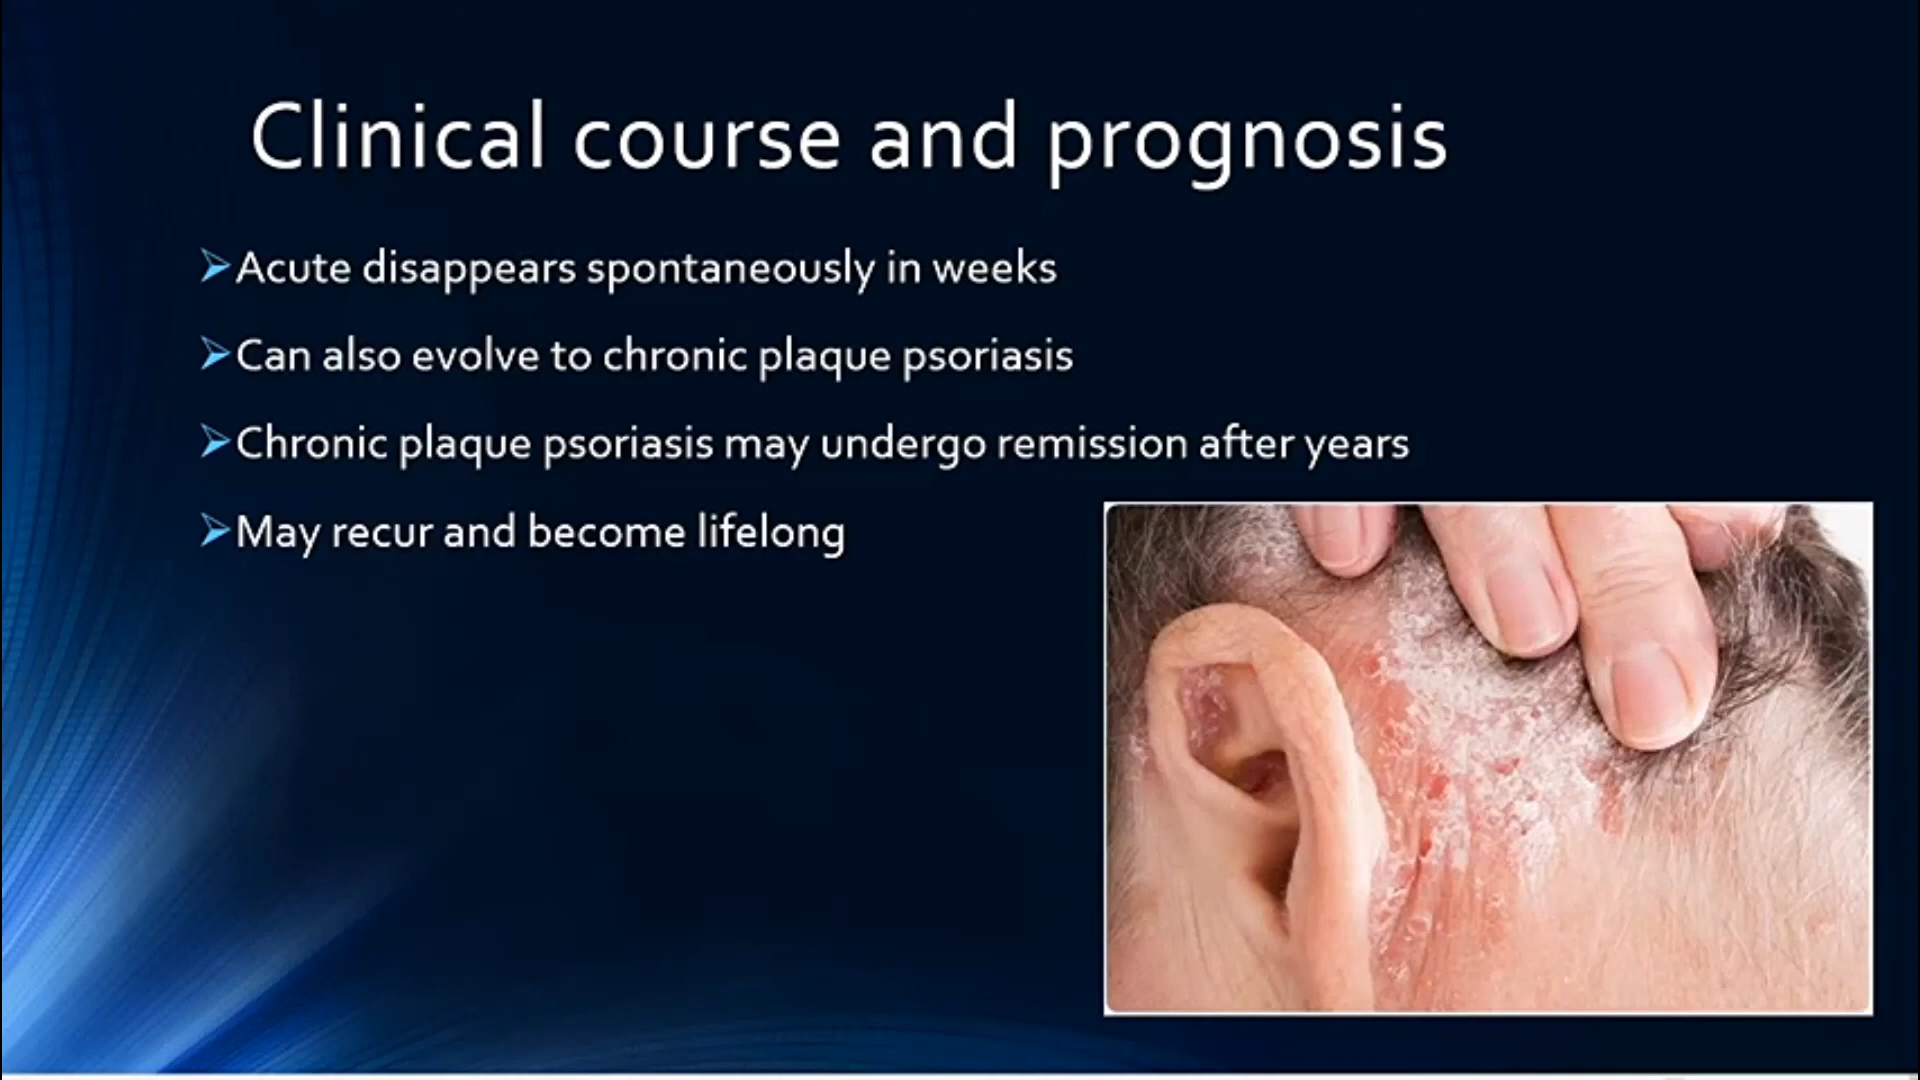 Clinical course and prognosis
➢Acute disappears spontaneously in weeks
➢Can also evolve to chronic plaque psoriasis
➢Chronic plaque psoriasis may undergo remission after years
➢May recur and become lifelong